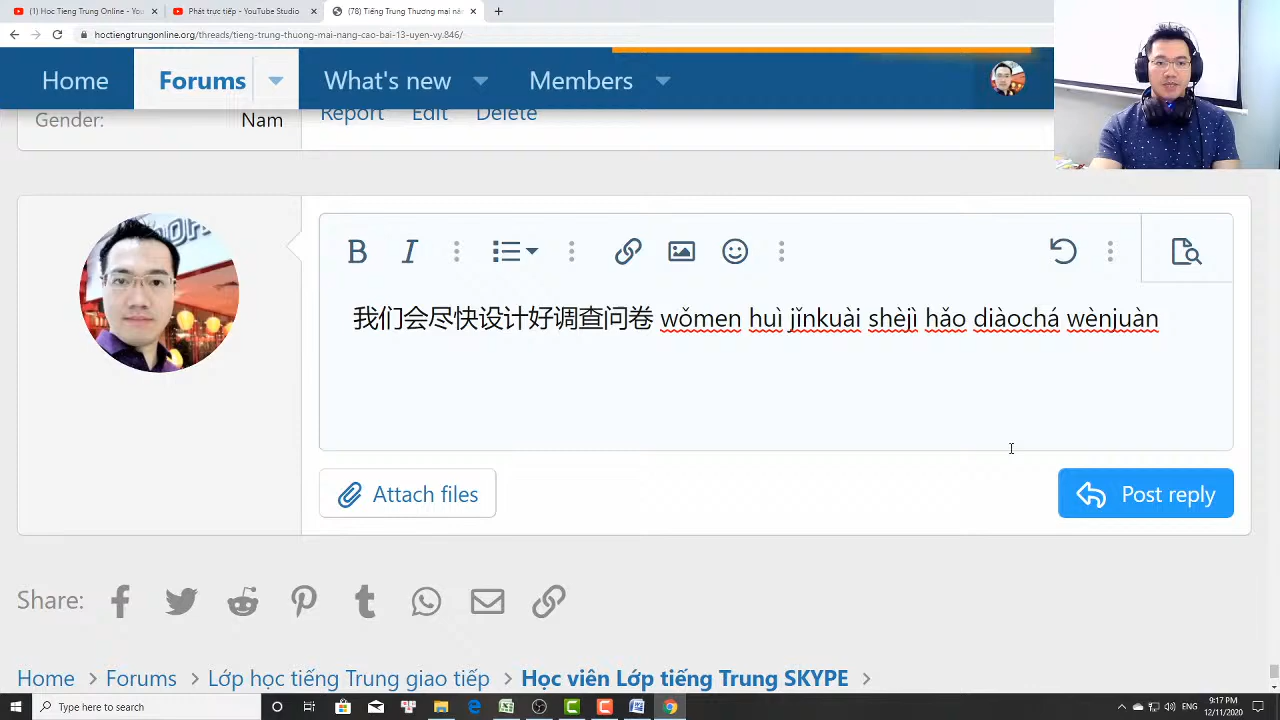 (1) Hoc Tieng Trung Online - You
Phát trực tiếp - YouTube Studio
(78) Tiếng Trung Thương mại nâ
hoctiengtrungonline.org/threads/tieng-trung-thuong-mai-nang-cao-bai-13-uyen-vy.846/
Home Forums What's new Members
Gender: Nam
Report Edit Delete
B I
我们会尽快设计好调查问卷 wǒmen huì jǐnkuài shèjì hǎo diàochá wènjuàn
Attach files
Post reply
Share:
Home Forums Lớp học tiếng Trung giao tiếp Học viên Lớp tiếng Trung SKYPE
Type here to search
ENG
9:17 PM
12/11/2020